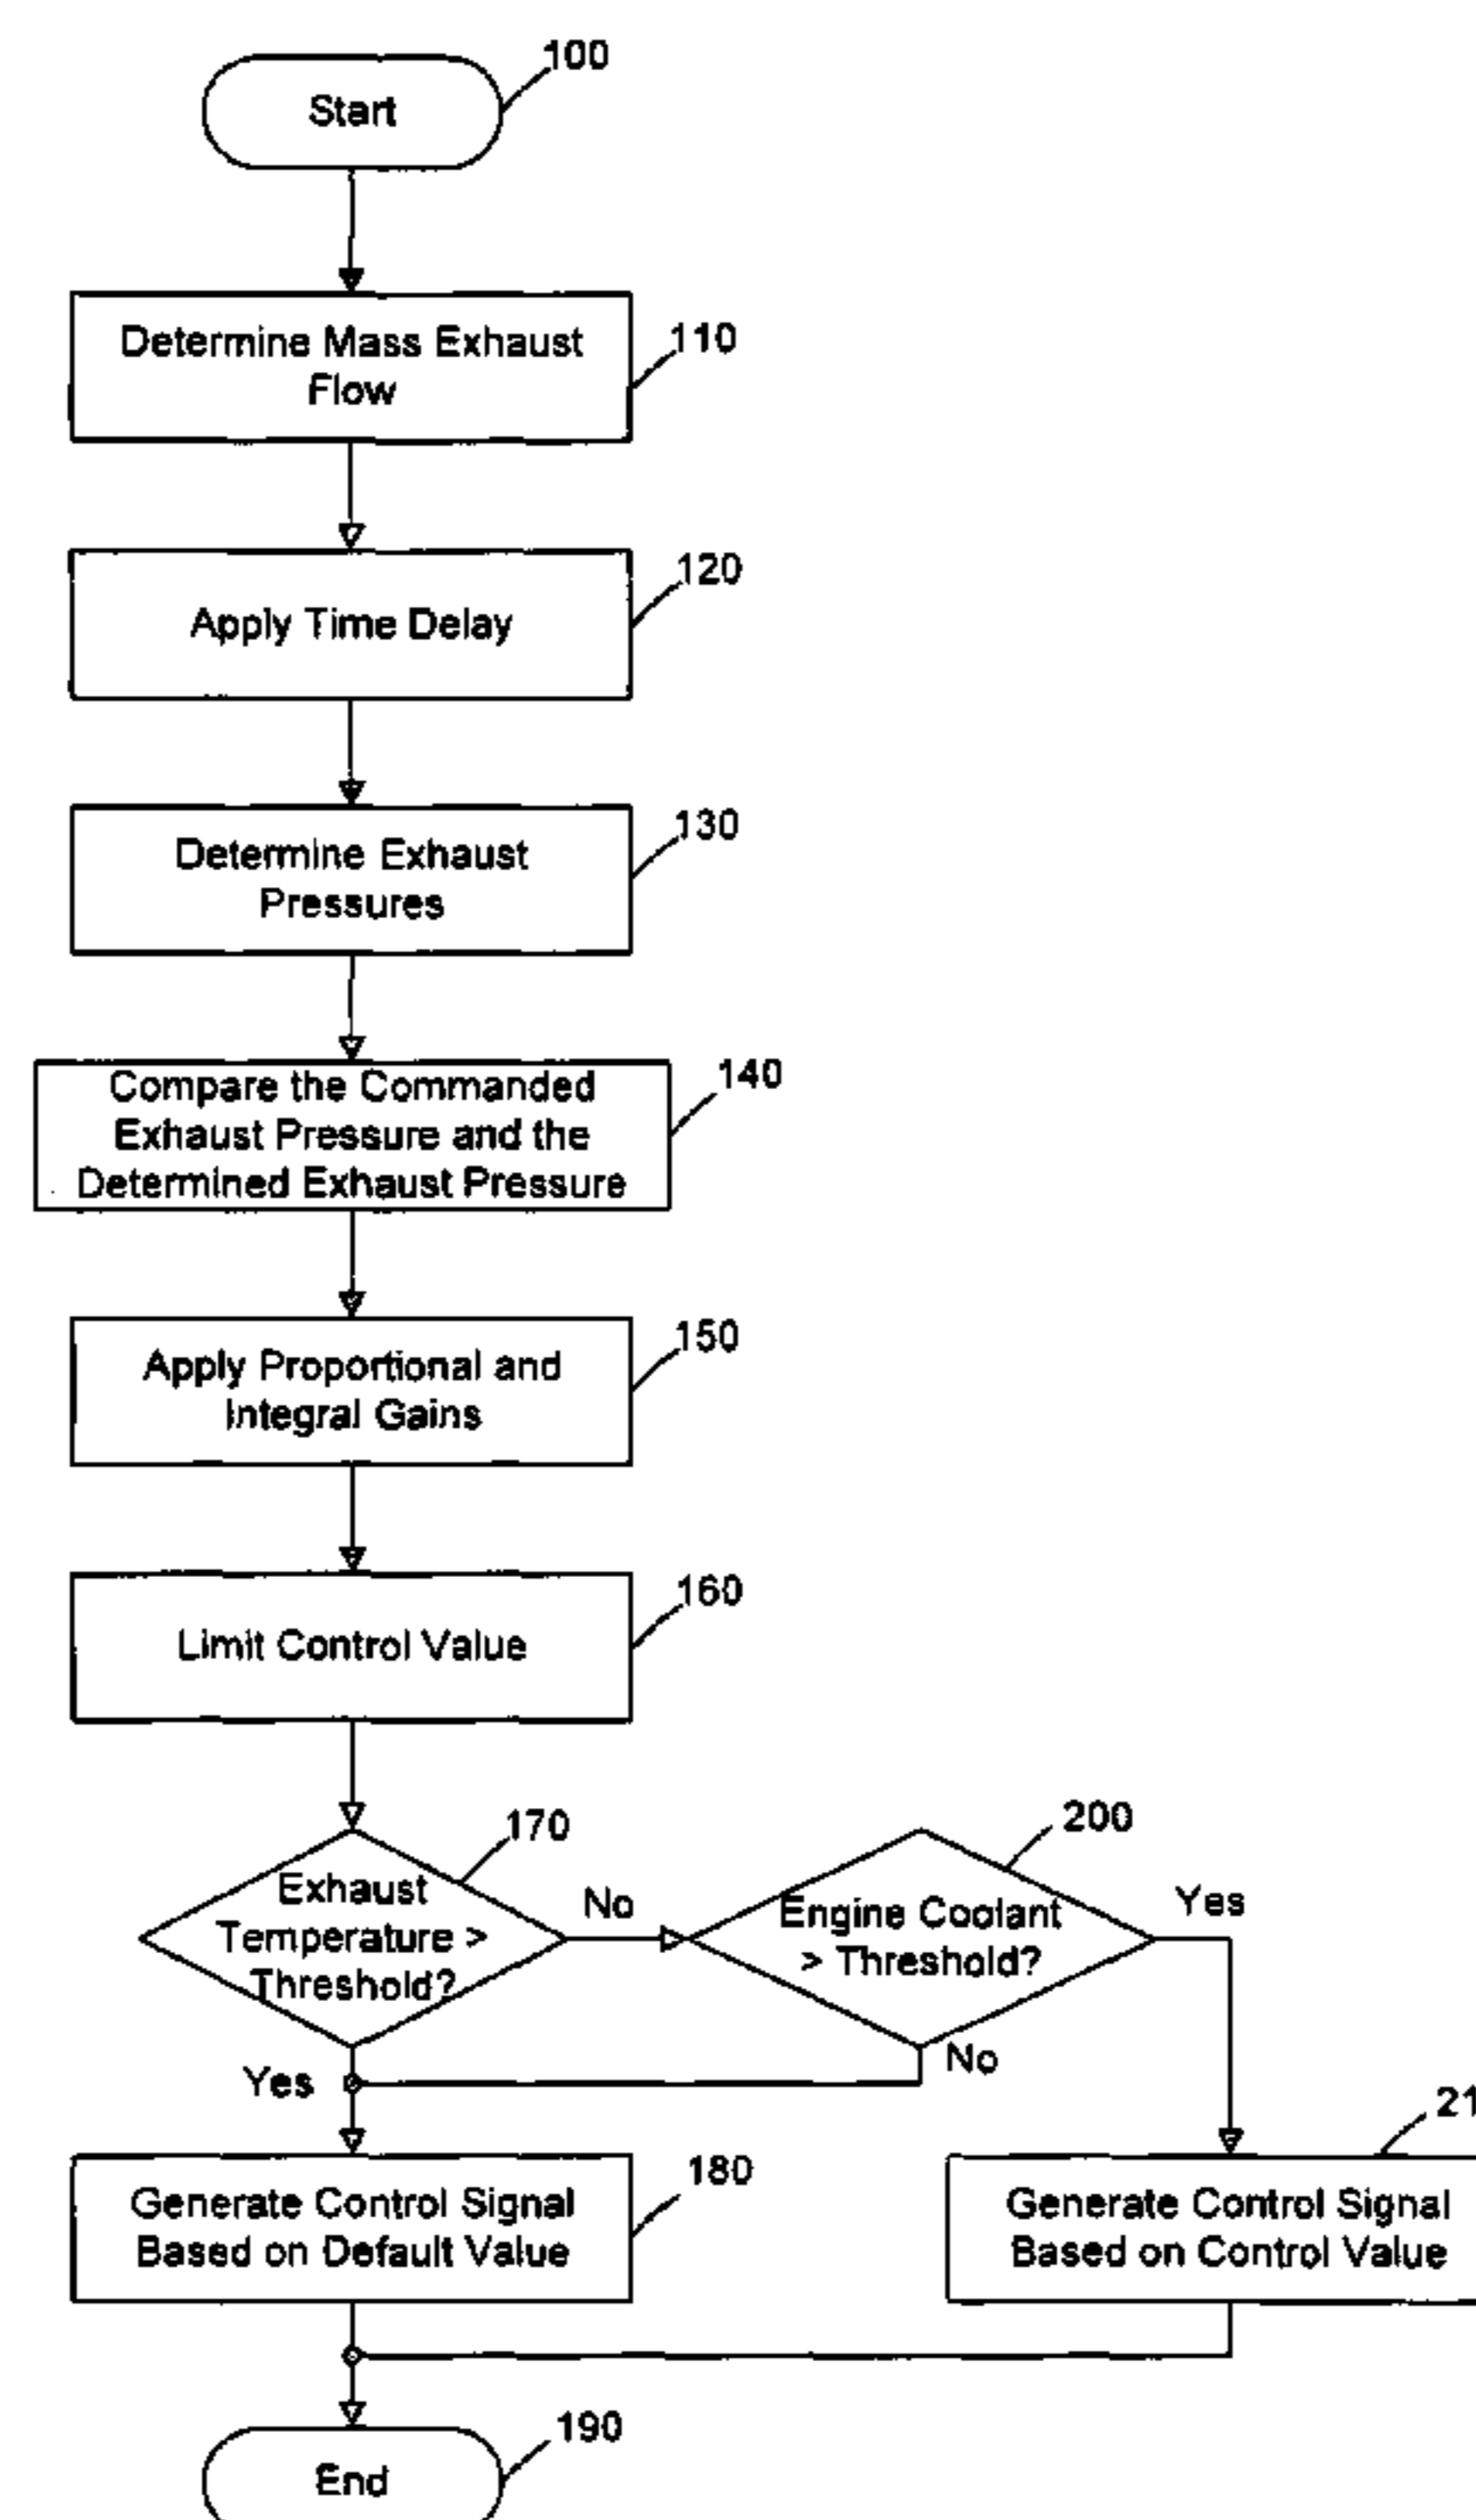 100
Start
110
Determine Mass Exhaust
Flow
120
Apply Time Delay
130
Determine Exhaust
Pressures
140
Compare the Commanded
Exhaust Pressure and the
Determined Exhaust Pressure
150
Apply Proportional and
Integral Gains
160
Limit Control Value
170
Exhaust
Temperature >
Threshold?
No
200
Engine Coolant
> Threshold?
Yes
No
Yes
180
Generate Control Signal
Based on Default Value
21
Generate Control Signal
Based on Control Value
190
End